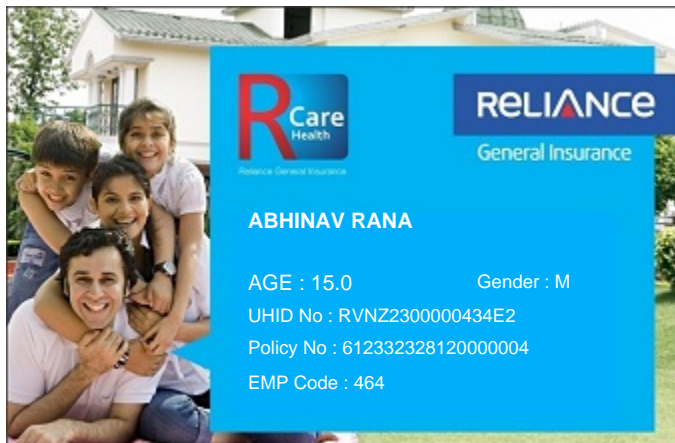 R Care
Health
Reliance General Insurance
RELIANCE
General Insurance
ABHINAV RANA
AGE : 15.0 Gender : M
UHID No : RVNZ2300000434E2
Policy No : 612332328120000004
EMP Code : 464